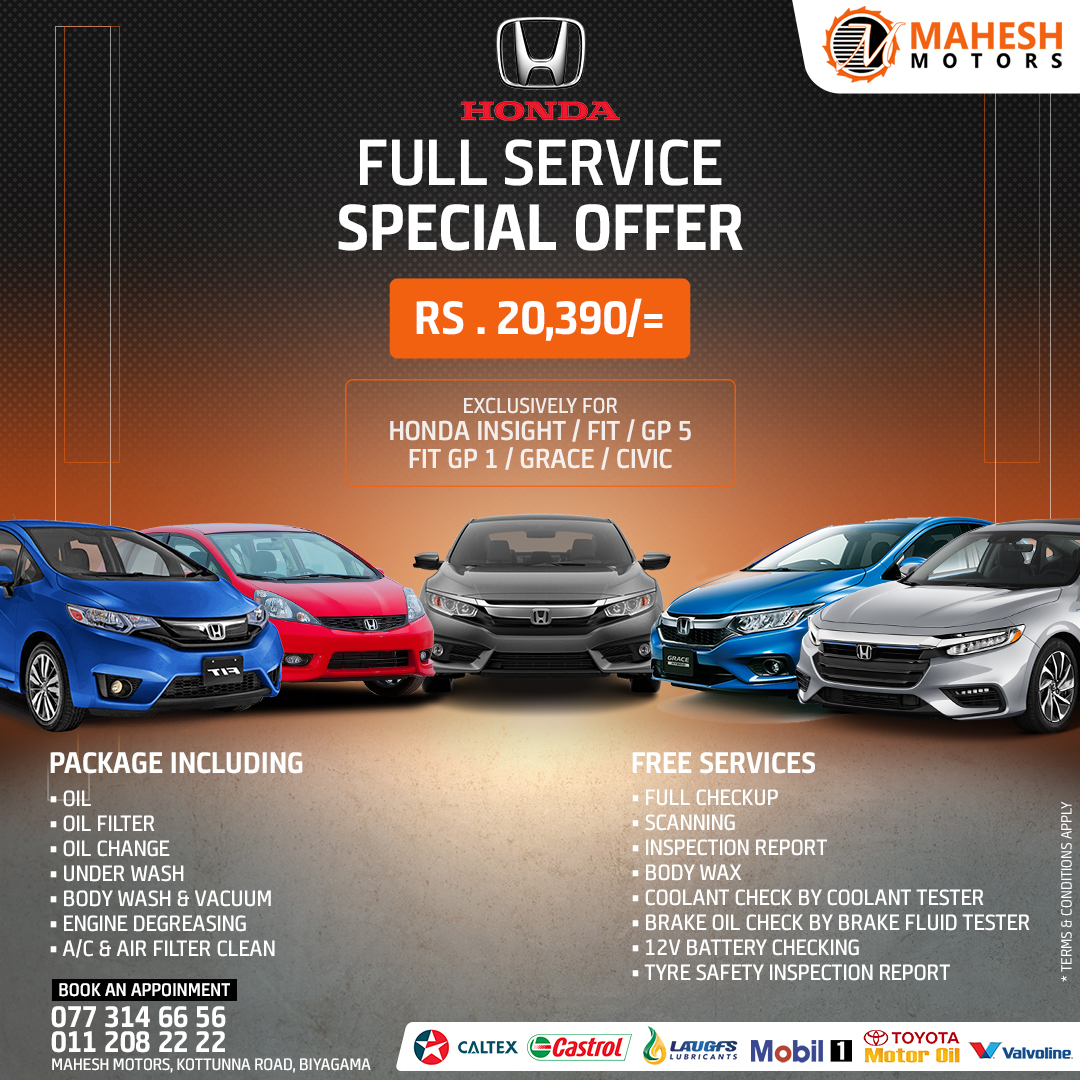 MAHESH
MOTORS
HONDA
FULL SERVICE
SPECIAL OFFER
RS . 20,390/=
EXCLUSIVELY FOR
HONDA INSIGHT / FIT / GP 5
FIT GP 1 / GRACE / CIVIC
FIT
GRACE
PACKAGE INCLUDING
▪ OIL
▪ OIL FILTER
▪ OIL CHANGE
▪ UNDER WASH
▪ BODY WASH & VACUUM
▪ ENGINE DEGREASING
▪ A/C & AIR FILTER CLEAN
FREE SERVICES
▪ FULL CHECKUP
▪ SCANNING
▪ INSPECTION REPORT
▪ BODY WAX
▪ COOLANT CHECK BY COOLANT TESTER
▪ BRAKE OIL CHECK BY BRAKE FLUID TESTER
▪ 12V BATTERY CHECKING
▪ TYRE SAFETY INSPECTION REPORT
* TERMS & CONDITIONS APPLY
BOOK AN APPOINMENT
077 314 66 56
011 208 22 22
MAHESH MOTORS, KOTTUNNA ROAD, BIYAGAMA
CALTEX
Castrol
LAUGFS
LUBRICANTS
Mobil 1
TOYOTA
Motor Oil
Valvoline